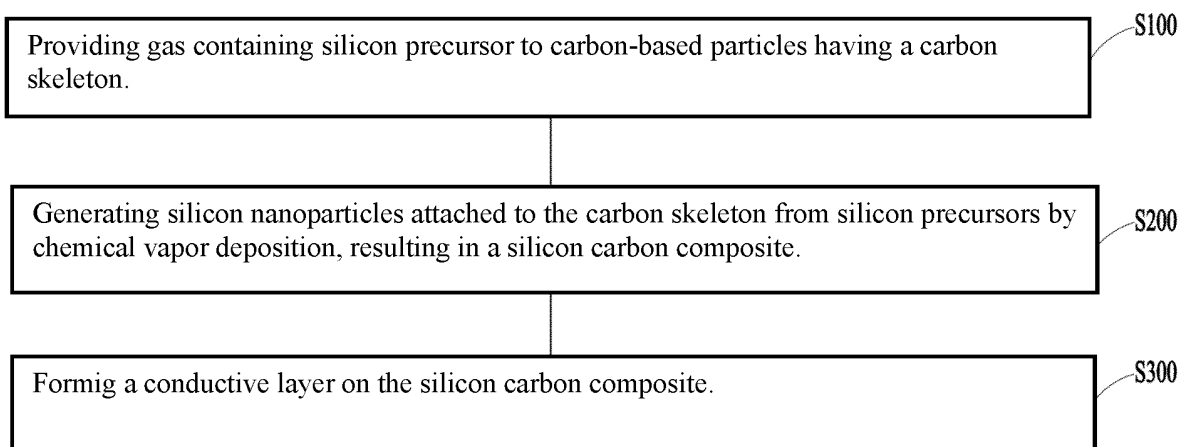 S100
Providing gas containing silicon precursor to carbon-based particles having a carbon
skeleton.
S200
Generating silicon nanoparticles attached to the carbon skeleton from silicon precursors by
chemical vapor deposition, resulting in a silicon carbon composite.
S300
Formig a conductive layer on the silicon carbon composite.